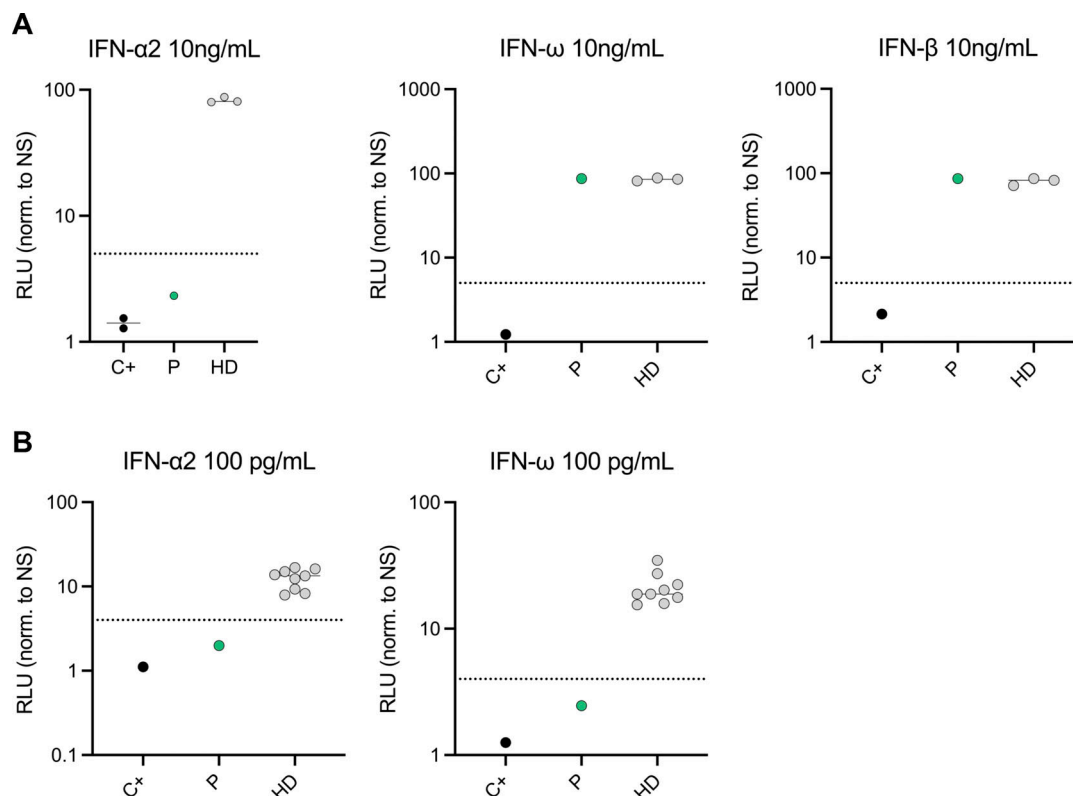 A
IFN-α2 10ng/mL
RLU (norm. to NS)
100
10
1
C+ P HD
IFN-ω 10ng/mL
RLU (norm. to NS)
1000
100
10
1
C+ P HD
IFN-β 10ng/mL
RLU (norm. to NS)
1000
100
10
1
C+ P HD
B
IFN-α2 100 pg/mL
RLU (norm. to NS)
100
10
1
0.1
C+ P HD
IFN-ω 100 pg/mL
RLU (norm. to NS)
100
10
1
C+ P HD